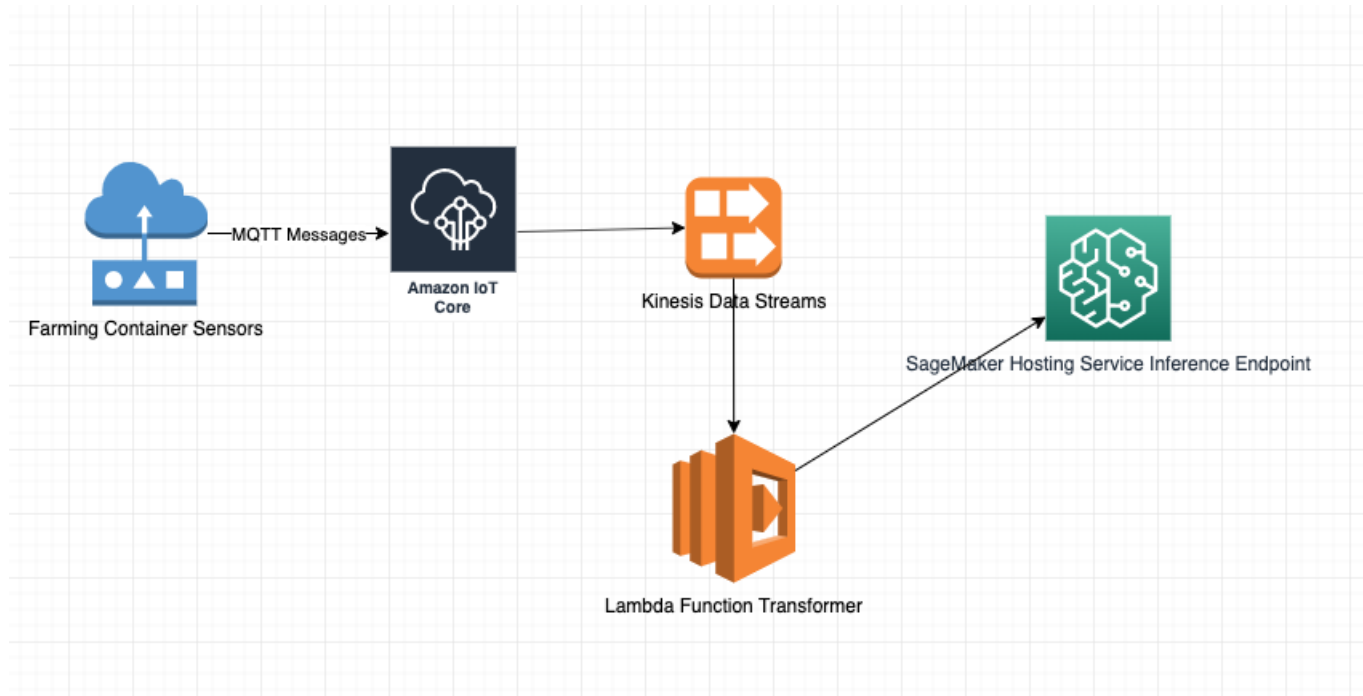 MQTT Messages
Amazon IoT
Core
Farming Container Sensors
Kinesis Data Streams
SageMaker Hosting Service Inference Endpoint
Lambda Function Transformer